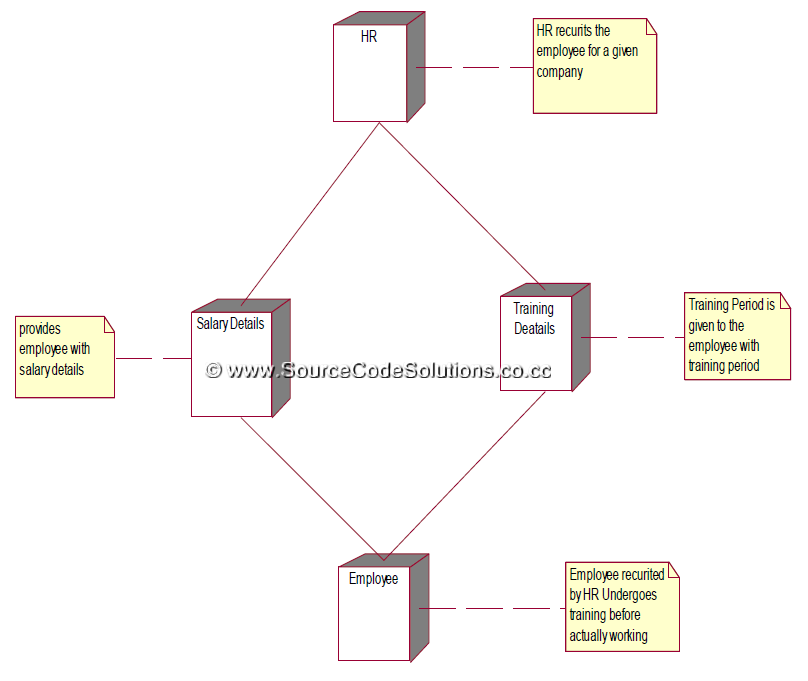 HR
HR recurits the
employee for a given
company
Salary Details
Training
Deatails
provides
employee with
salary details
Training Period is
given to the
employee with
training period
© www.SourceCodeSolutions.co.cc
Employee
Employee recurited
by HR Undergoes
training before
actually working